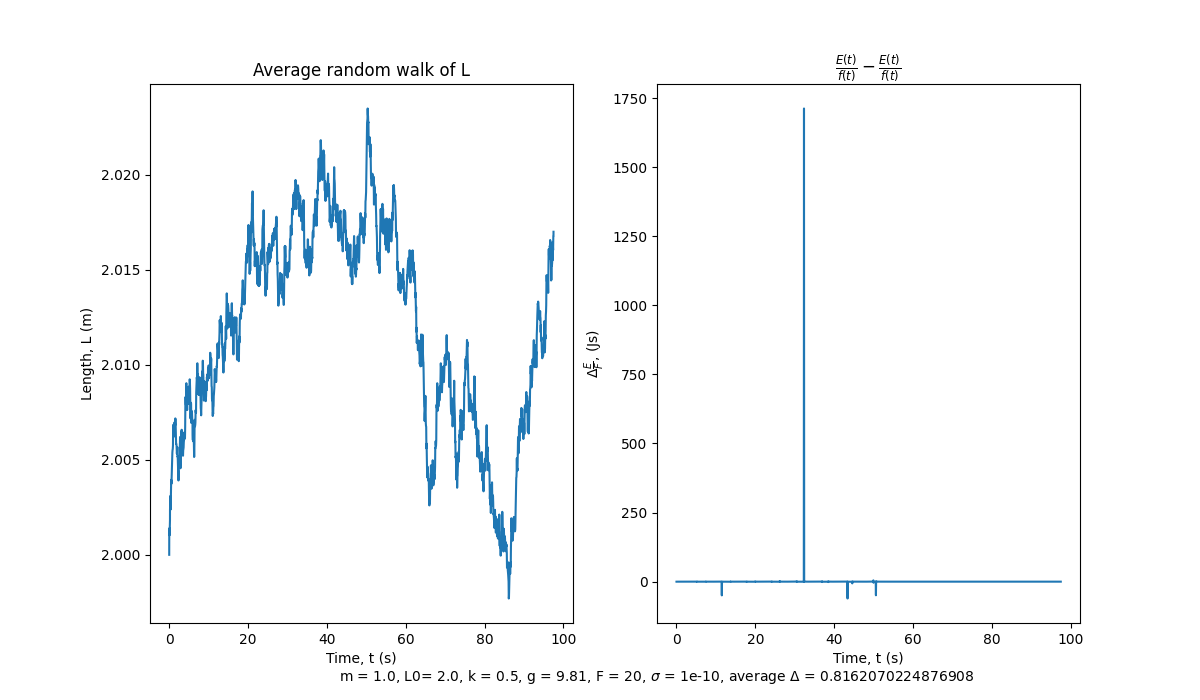 Average random walk of L
2.020
2.015
2.010
2.005
2.000
Length, L (m)
0 20 40 60 80 100
Time, t (s)
E(t)/f(t) − E(t)/f(t)
1750
1500
1250
1000
750
500
250
0
Δ E/F, (Js)
0 20 40 60 80 100
Time, t (s)
m = 1.0, L0= 2.0, k = 0.5, g = 9.81, F = 20, σ = 1e-10, average Δ = 0.8162070224876908